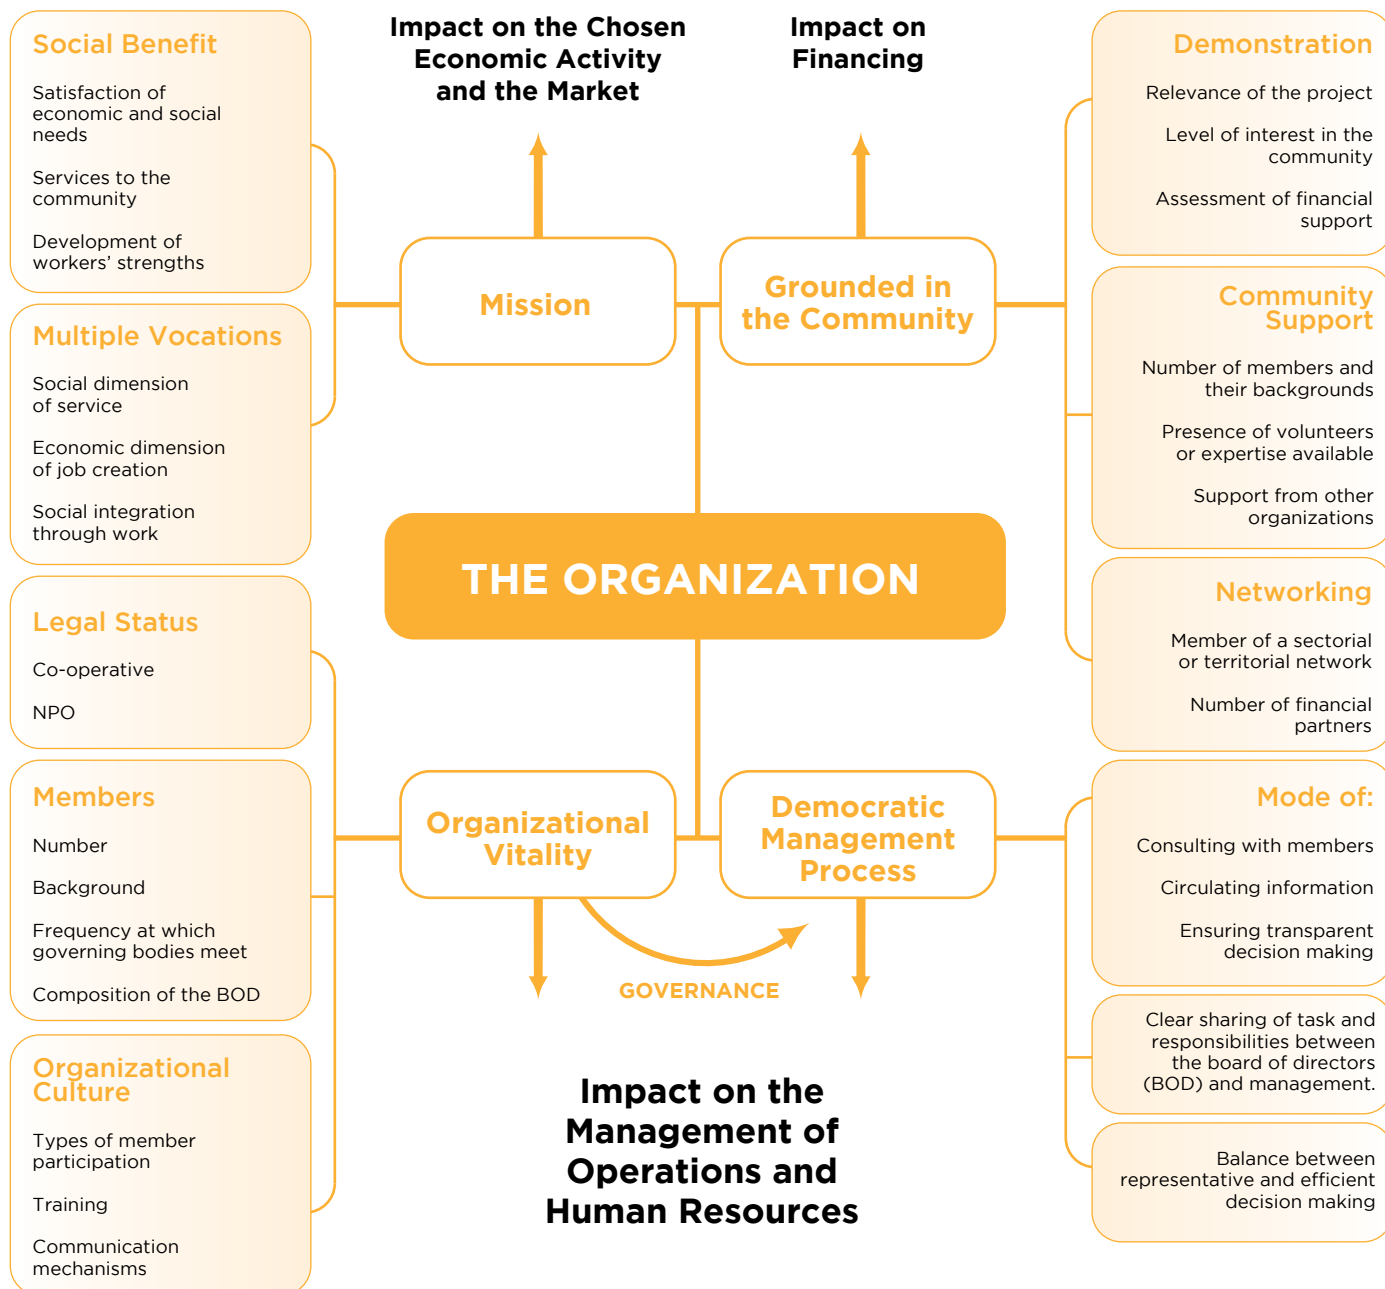 Social Benefit
Satisfaction of
economic and social
needs
Services to the
community
Development of
workers’ strengths
Multiple Vocations
Social dimension
of service
Economic dimension
of job creation
Social integration
through work
Legal Status
Co-operative
NPO
Members
Number
Background
Frequency at which
governing bodies meet
Composition of the BOD
Organizational
Culture
Types of member
participation
Training
Communication
mechanisms
Impact on the Chosen
Economic Activity
and the Market
Impact on
Financing
Mission
Grounded in
the Community
THE ORGANIZATION
Organizational
Vitality
Democratic
Management
Process
GOVERNANCE
Impact on the
Management of
Operations and
Human Resources
Demonstration
Relevance of the project
Level of interest in the
community
Assessment of financial
support
Community
Support
Number of members and
their backgrounds
Presence of volunteers
or expertise available
Support from other
organizations
Networking
Member of a sectorial
or territorial network
Number of financial
partners
Mode of:
Consulting with members
Circulating information
Ensuring transparent
decision making
Clear sharing of task and
responsibilities between
the board of directors
(BOD) and management.
Balance between
representative and efficient
decision making